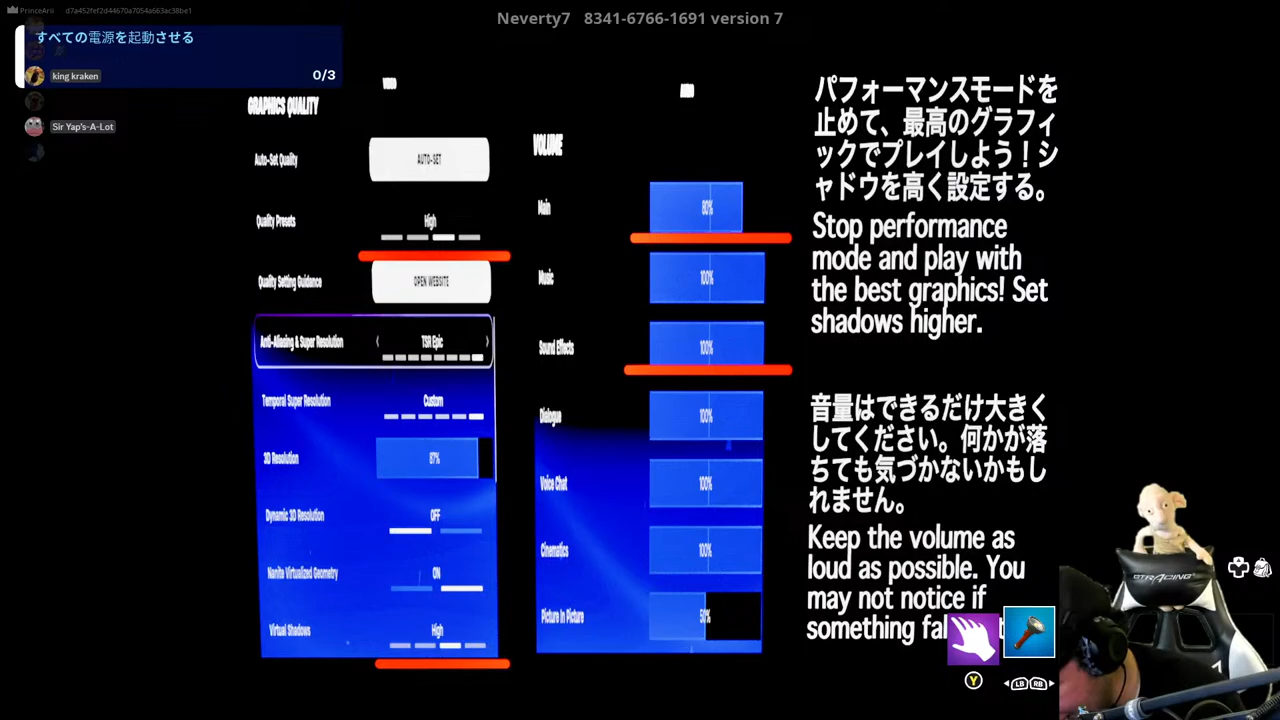 PrinceArii
d7a452fef2d44670a7054a663ac38be1
Neverty7 8341-6766-1691 version 7
すべての電源を起動させる
king kraken
0/3
Sir Yap's-A-Lot
GRAPHICS QUALITY
Auto-Set Quality
AUTO-SET
Quality Presets
High
Quality Setting Guidance
OPEN WEBSITE
Anti-Aliasing & Super Resolution
TSR Epic
Temporal Super Resolution
Custom
3D Resolution
87%
Dynamic 3D Resolution
OFF
Nanite Virtualized Geometry
ON
Virtual Shadows
High
VOLUME
Main
80%
Music
100%
Sound Effects
100%
Dialogue
100%
Voice Chat
100%
Cinematics
100%
Picture In Picture
50%
パフォーマンスモードを
止めて、最高のグラフィ
ックでプレイしよう！シ
ャドウを高く設定する。
Stop performance
mode and play with
the best graphics! Set
shadows higher.
音量はできるだけ大きく
してください。何かが落
ちても気づかないかもし
れません。
Keep the volume as
loud as possible. You
may not notice if
something
GTRACING
Y
LB RB